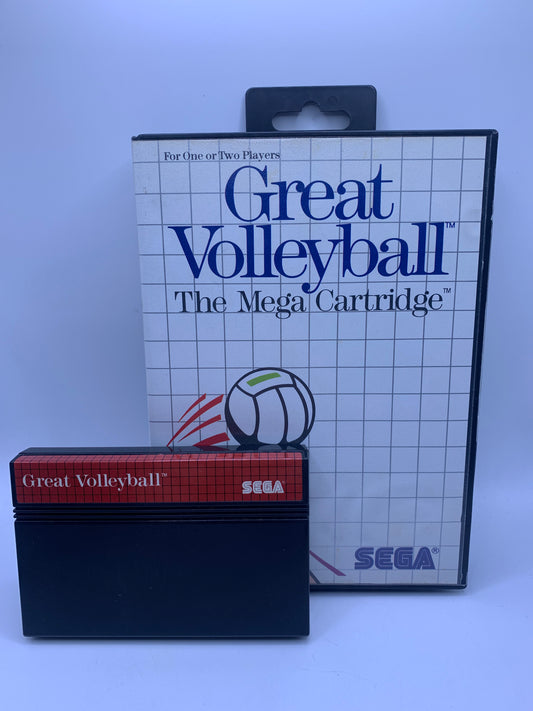 For One or Two Players
Great
Volleyball™
The Mega Cartridge™
Great Volleyball™
SEGA
SEGA®